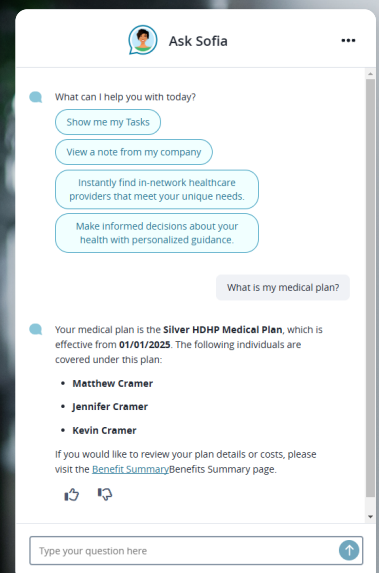 Ask Sofia
What can I help you with today?
Show me my Tasks
View a note from my company
Instantly find in-network healthcare
providers that meet your unique needs.
Make informed decisions about your
health with personalized guidance.
What is my medical plan?
Your medical plan is the Silver HDHP Medical Plan, which is
effective from 01/01/2025. The following individuals are
covered under this plan:
• Matthew Cramer
• Jennifer Cramer
• Kevin Cramer
If you would like to review your plan details or costs, please
visit the Benefit SummaryBenefits Summary page.
Type your question here